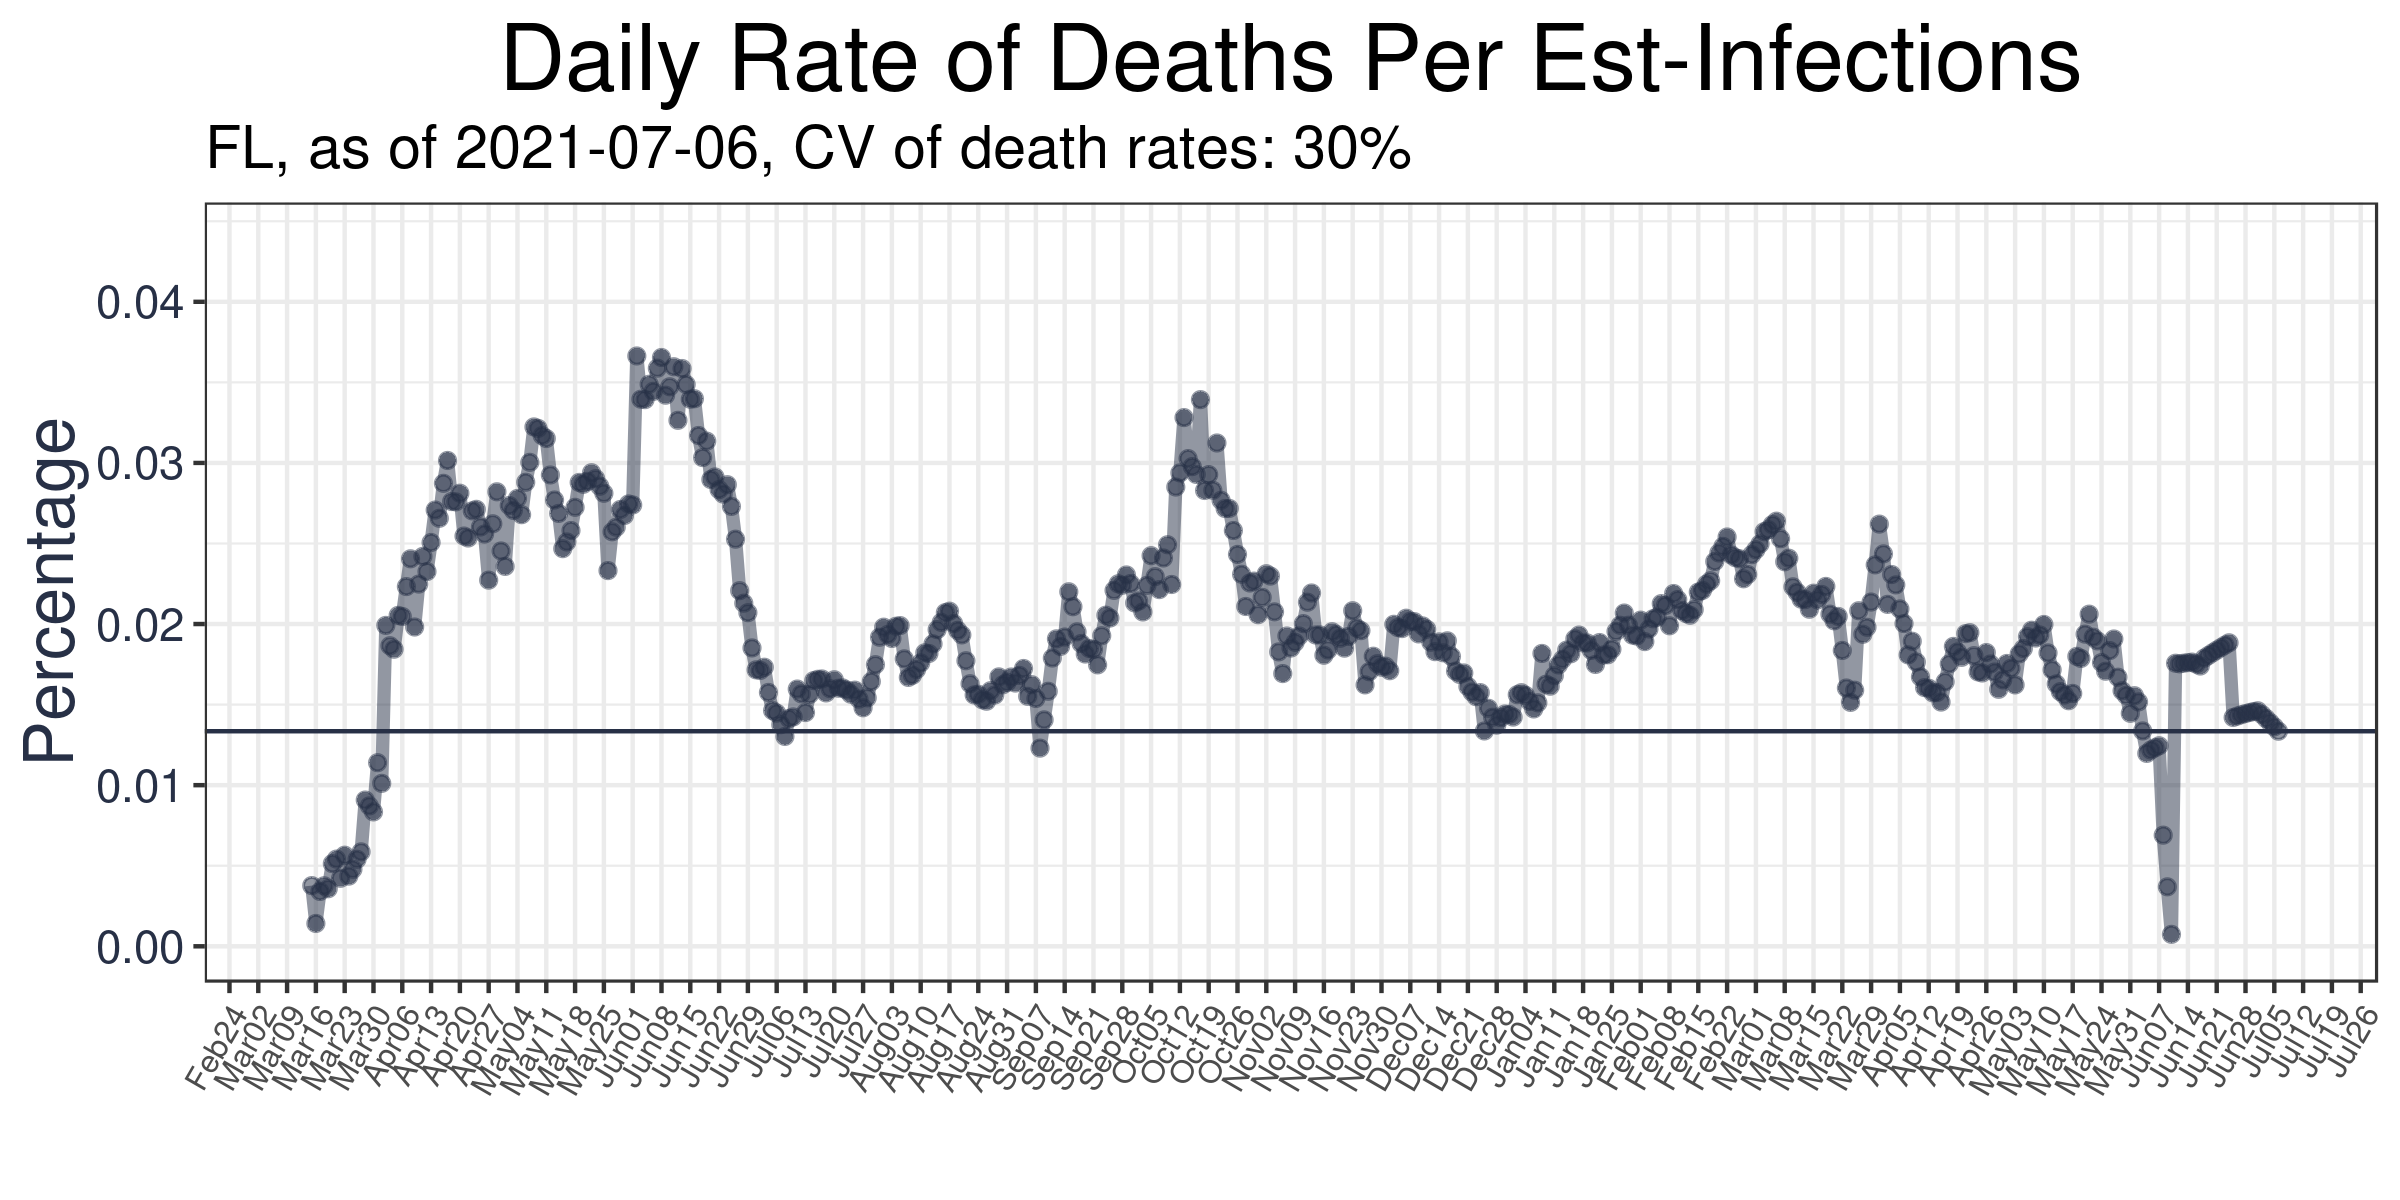 Daily Rate of Deaths Per Est-Infections
FL, as of 2021-07-06, CV of death rates: 30%
Percentage
0.04
0.03
0.02
0.01
0.00
Feb24
Mar02
Mar09
Mar16
Mar23
Mar30
Apr06
Apr13
Apr20
Apr27
May04
May11
May18
May25
Jun01
Jun08
Jun15
Jun22
Jun29
Jul06
Jul13
Jul20
Jul27
Aug03
Aug10
Aug17
Aug24
Aug31
Sep07
Sep14
Sep21
Sep28
Oct05
Oct12
Oct19
Oct26
Nov02
Nov09
Nov16
Nov23
Nov30
Dec07
Dec14
Dec21
Dec28
Jan04
Jan11
Jan18
Jan25
Feb01
Feb08
Feb15
Feb22
Mar01
Mar08
Mar15
Mar22
Mar29
Apr05
Apr12
Apr19
Apr26
May03
May10
May17
May24
May31
Jun07
Jun14
Jun21
Jun28
Jul05
Jul12
Jul19
Jul26